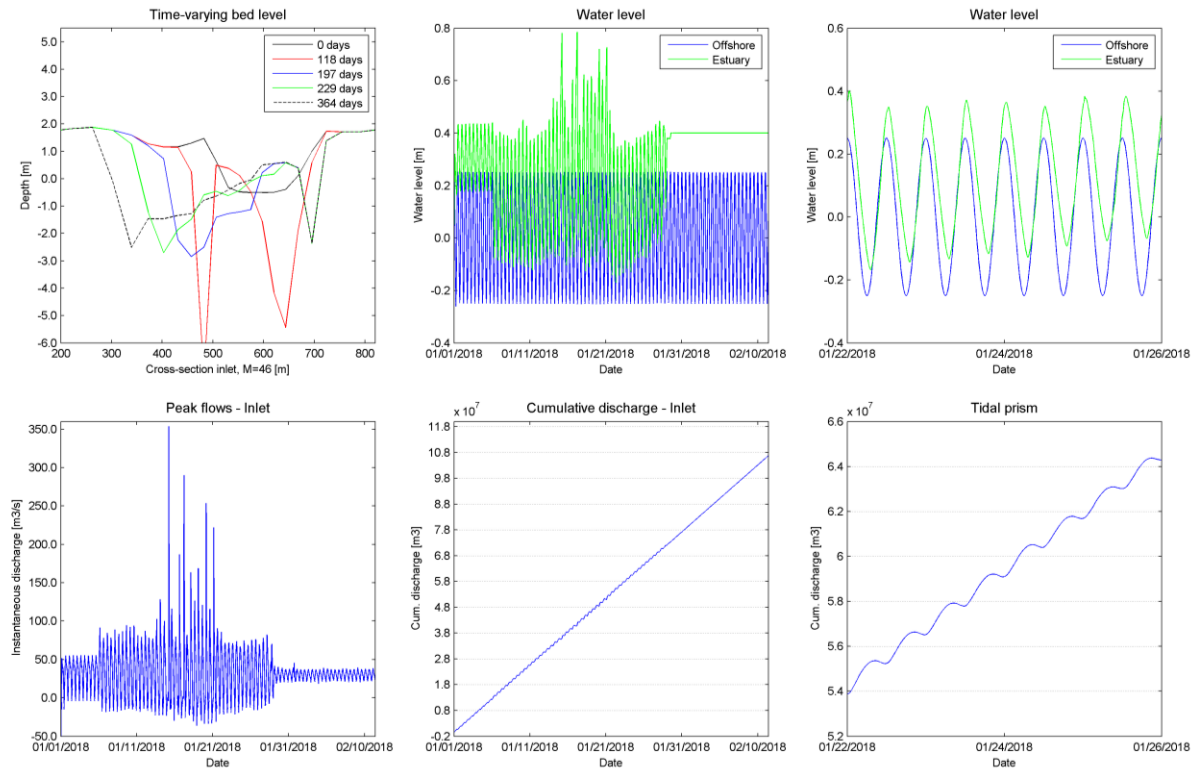 Time-varying bed level
5.0
4.0
3.0
2.0
1.0
0.0
-1.0
-2.0
-3.0
-4.0
-5.0
-6.0
Depth [m]
0 days
118 days
197 days
229 days
364 days
200 300 400 500 600 700 800
Cross-section inlet, M=46 [m]
Water level
0.8
0.6
0.4
0.2
0.0
-0.2
-0.4
Water level [m]
Offshore
Estuary
01/01/2018 01/11/2018 01/21/2018 01/31/2018 02/10/2018
Date
Water level
0.6
0.4
0.2
0.0
-0.2
-0.4
Water level [m]
Offshore
Estuary
01/22/2018 01/24/2018 01/26/2018
Date
Peak flows - Inlet
350.0
300.0
250.0
200.0
150.0
100.0
50.0
0.0
-50.0
Instantaneous discharge [m3/s]
01/01/2018 01/11/2018 01/21/2018 01/31/2018 02/10/2018
Date
Cumulative discharge - Inlet
x 10^7
11.8
10.8
9.8
8.8
7.8
6.8
5.8
4.8
3.8
2.8
1.8
0.8
-0.2
Cum. discharge [m3]
01/01/2018 01/11/2018 01/21/2018 01/31/2018 02/10/2018
Date
Tidal prism
x 10^7
6.6
6.4
6.2
6
5.8
5.6
5.4
5.2
Cum. discharge [m3]
01/22/2018 01/24/2018 01/26/2018
Date